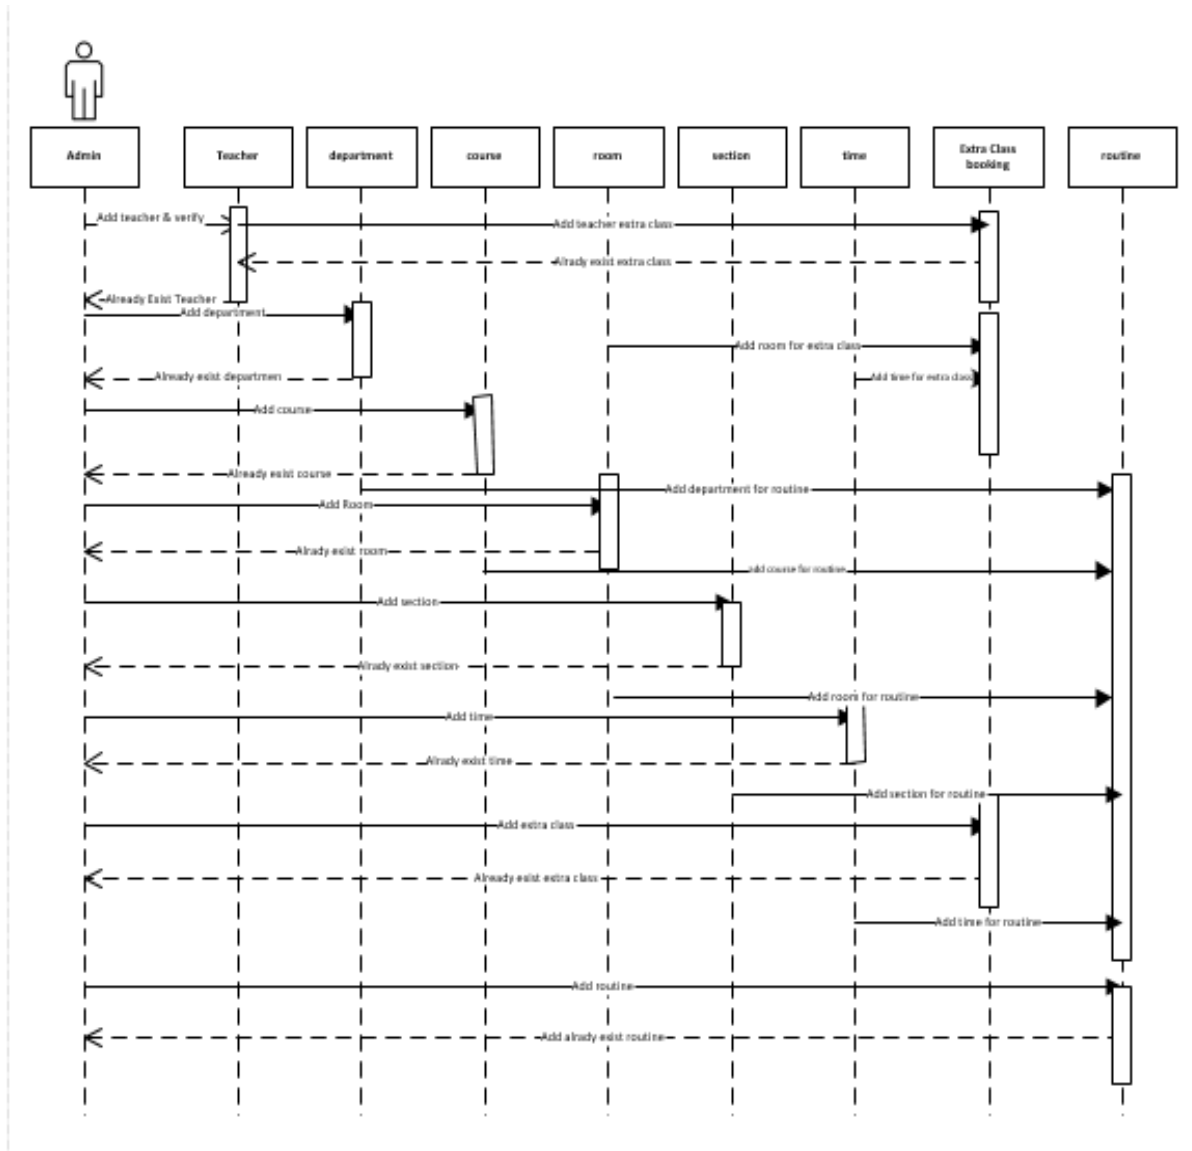 Admin
Teacher
department
course
room
section
time
Extra Class
booking
routine
Add teacher & verify
Add teacher extra class
Alrady exist extra class
Already Exist Teacher
Add department
Add room for extra class
Already exist departmen
Add time for extra class
Add course
Already exist course
Add department for routine
Add Room
Alrady exist room
add course for routine
Add section
Alrady exist section
Add room for routine
Add time
Alrady exist time
Add section for routine
Add extra class
Already exist extra class
Add time for routine
Add routine
Add alrady exist routine